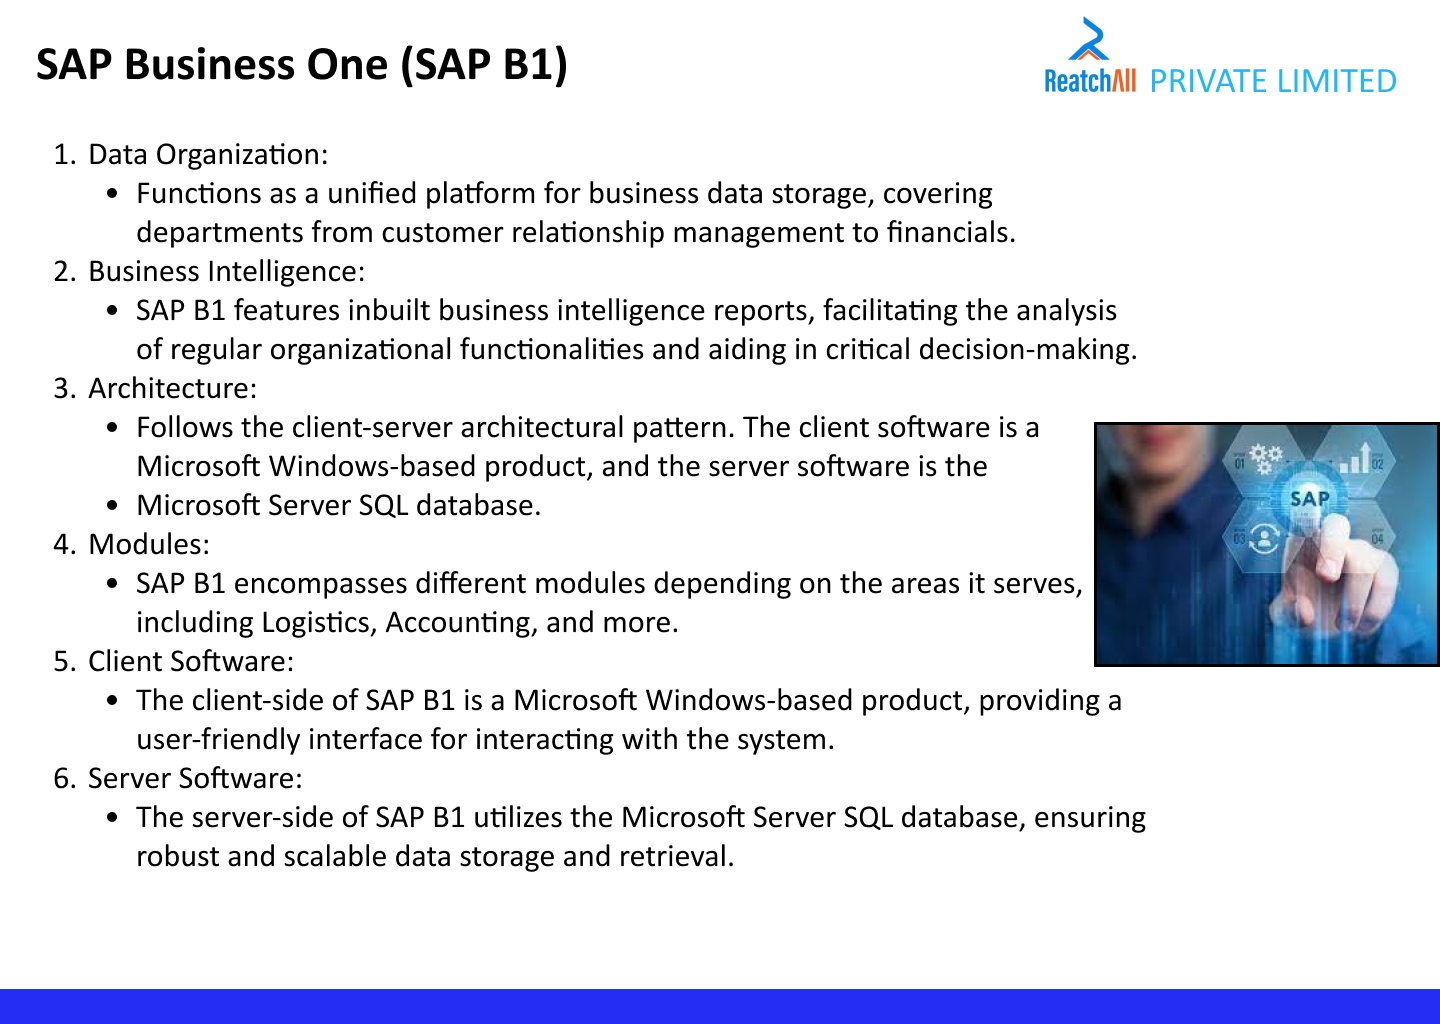 SAP Business One (SAP B1)
ReatchAll PRIVATE LIMITED
1. Data Organization:
• Functions as a unified platform for business data storage, covering
departments from customer relationship management to financials.
2. Business Intelligence:
• SAP B1 features inbuilt business intelligence reports, facilitating the analysis
of regular organizational functionalities and aiding in critical decision-making.
3. Architecture:
• Follows the client-server architectural pattern. The client software is a
Microsoft Windows-based product, and the server software is the
• Microsoft Server SQL database.
4. Modules:
• SAP B1 encompasses different modules depending on the areas it serves,
including Logistics, Accounting, and more.
5. Client Software:
• The client-side of SAP B1 is a Microsoft Windows-based product, providing a
user-friendly interface for interacting with the system.
6. Server Software:
• The server-side of SAP B1 utilizes the Microsoft Server SQL database, ensuring
robust and scalable data storage and retrieval.
01
02
SAP
03
04